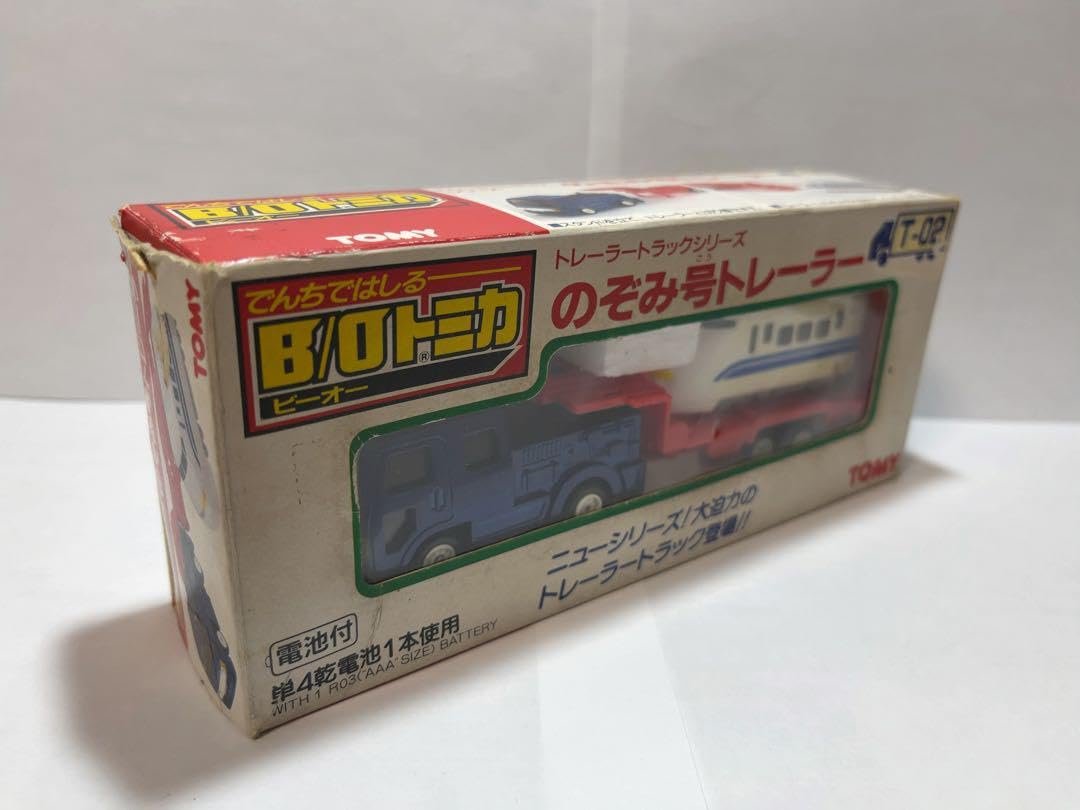 B/Oトミカ
TOMY
トレーラートラックシリーズ
のぞみ号トレーラー
こう
T-02
でんちではしる
B/Oトミカ®
ビーオー
TOMY
TOMY
ニューシリーズ!大迫力の
トレーラートラック登場!!
電池付
単4乾電池1本使用
WITH 1 R03("AAA"SIZE) BATTERY